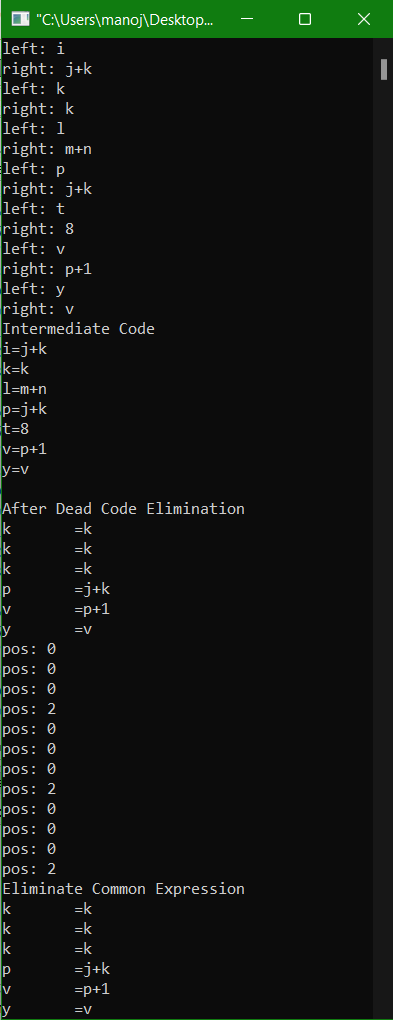 "C:\Users\manoj\Desktop...
left: i
right: j+k
left: k
right: k
left: l
right: m+n
left: p
right: j+k
left: t
right: 8
left: v
right: p+1
left: y
right: v
Intermediate Code
i=j+k
k=k
l=m+n
p=j+k
t=8
v=p+1
y=v
After Dead Code Elimination
k       =k
k       =k
k       =k
p       =j+k
v       =p+1
y       =v
pos: 0
pos: 0
pos: 0
pos: 2
pos: 0
pos: 0
pos: 0
pos: 2
pos: 0
pos: 0
pos: 0
pos: 2
Eliminate Common Expression
k       =k
k       =k
k       =k
p       =j+k
v       =p+1
y       =v